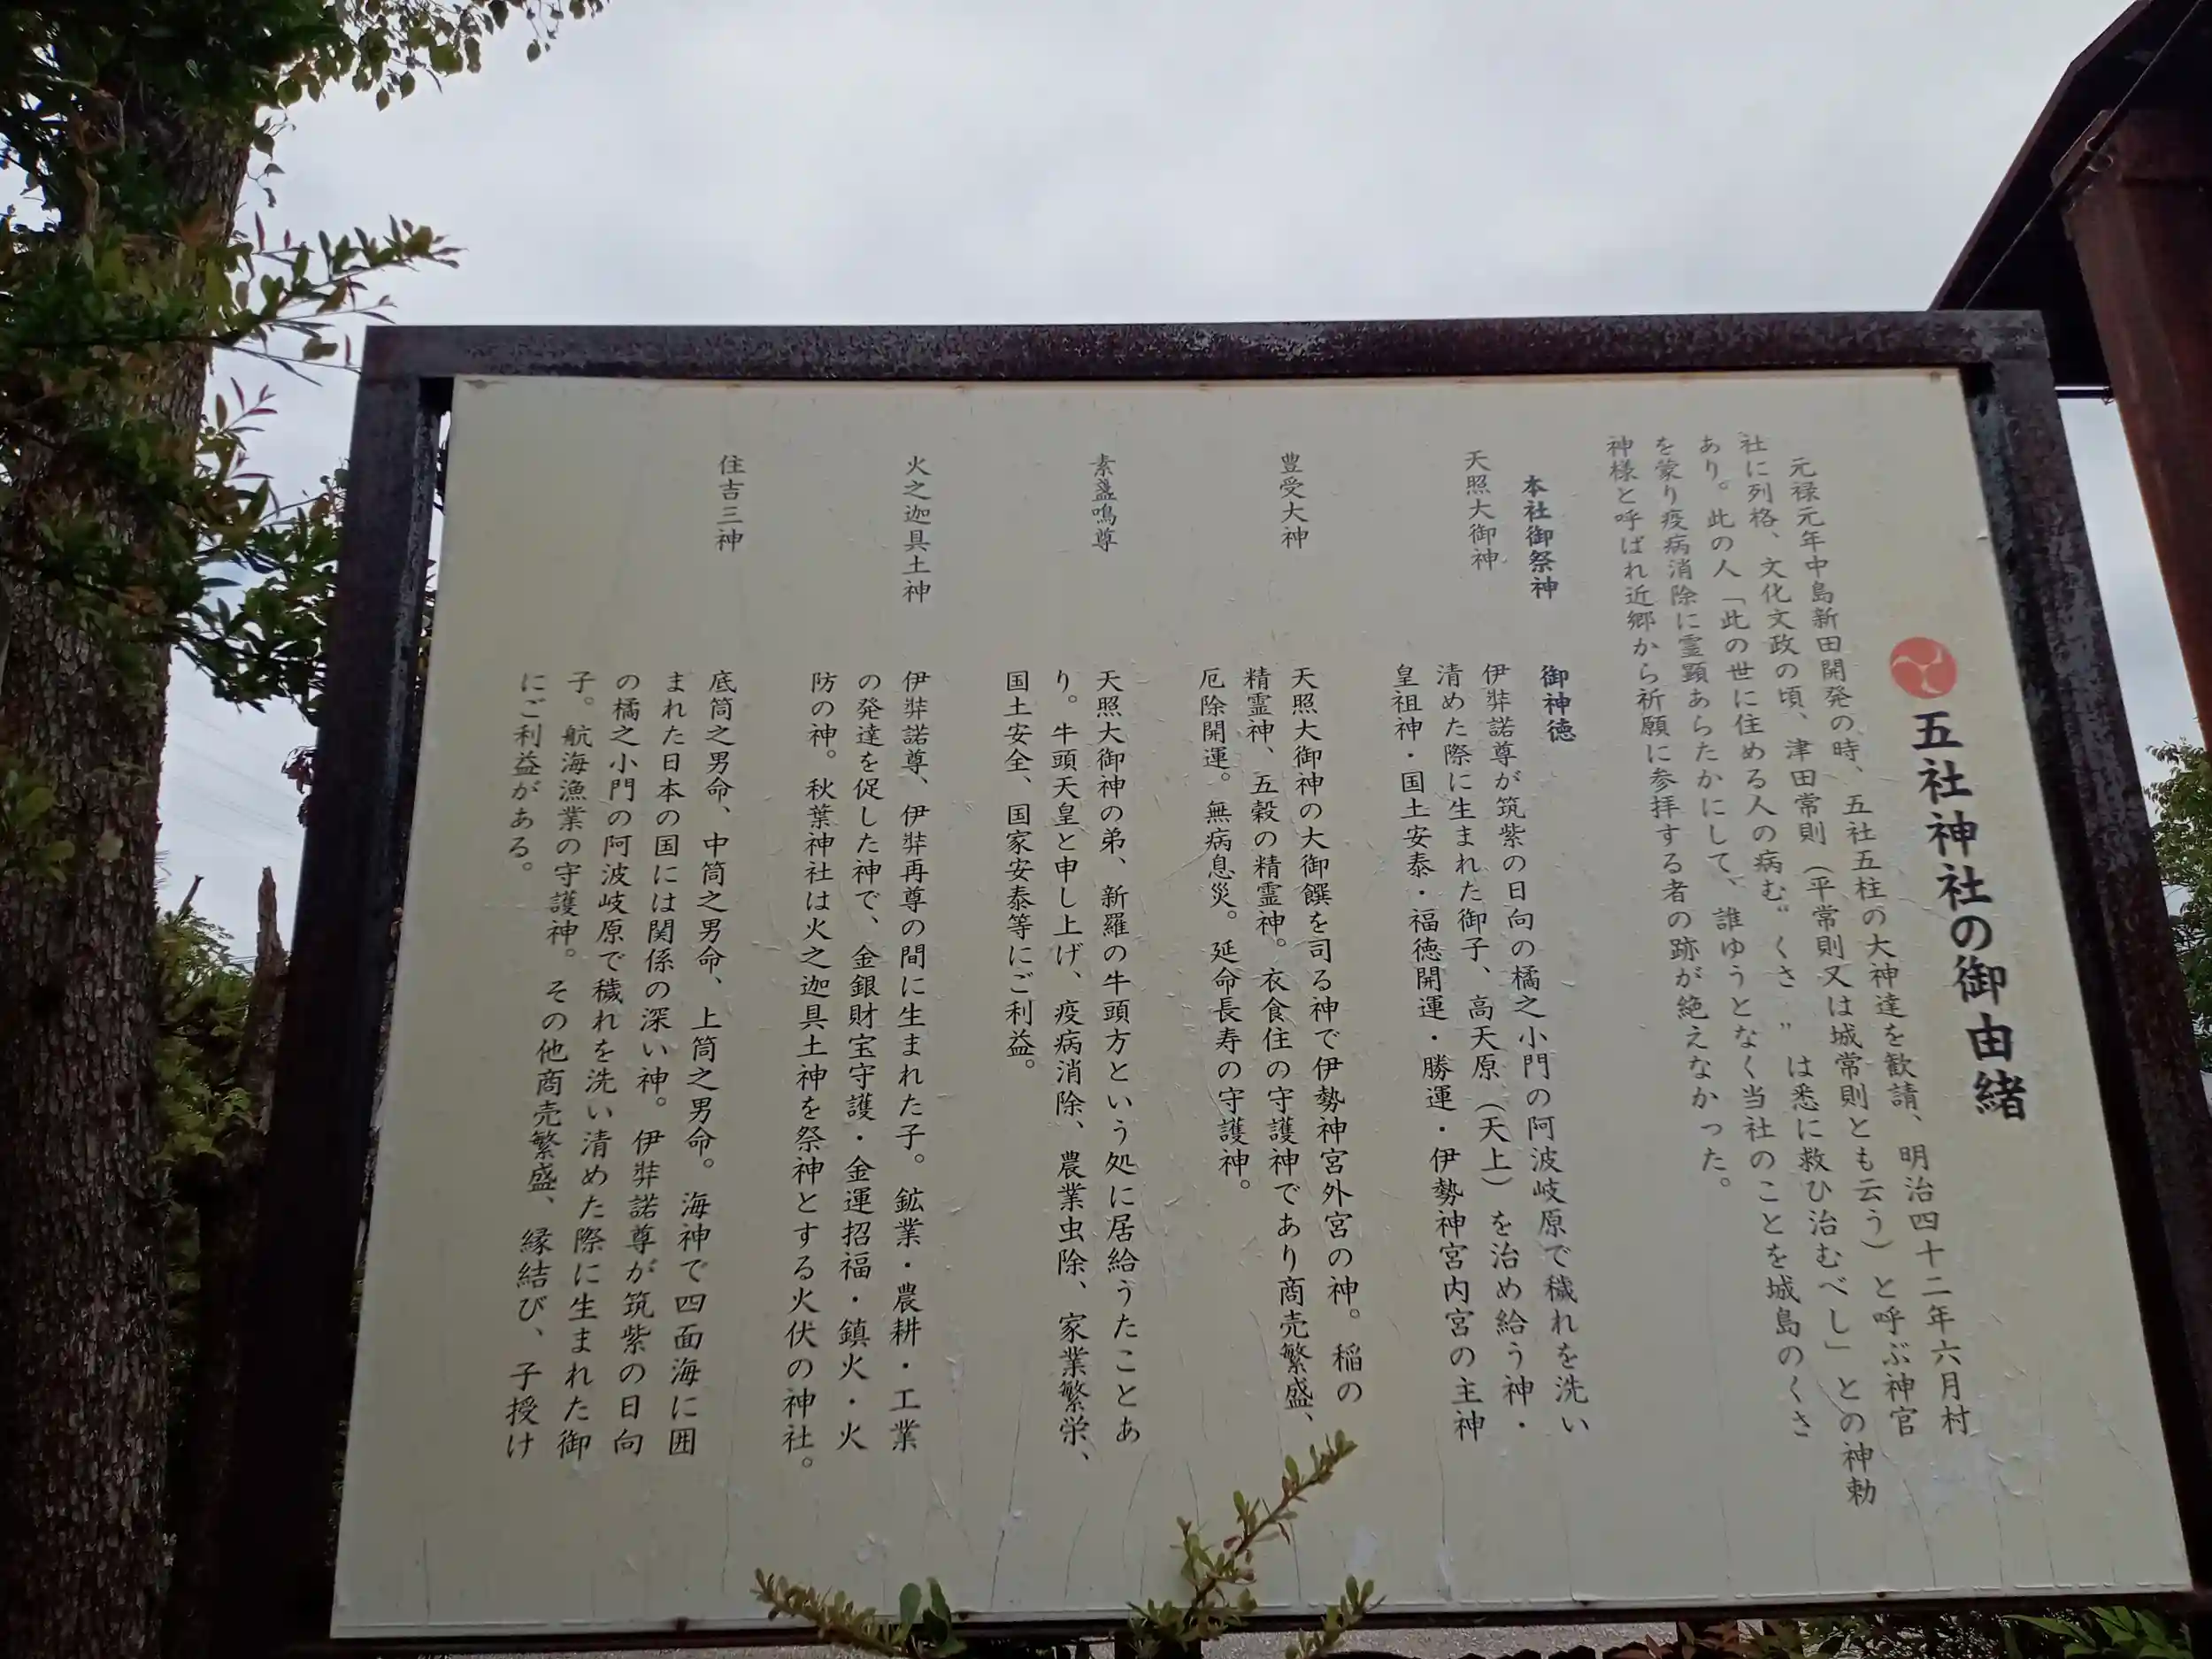 五社神社の御由緒
元禄元年中島新田開発の時、五社五柱の大神達を歓請、明治四十二年六月村
社に列格、文化文政の頃、津田常則（平常則又は城常則とも云う）と呼ぶ神官
あり。此の人「此の世に住める人の病む〝くさ〟は悉に救ひ治むべし」との神勅
を蒙り疫病消除に霊顕あらたかにして、誰ゆうとなく当社のことを城島のくさ
神様と呼ばれ近郷から祈願に参拝する者の跡が絶えなかった。
本社御祭神　御神徳
天照大御神　伊弉諾尊が筑紫の日向の橘之小門の阿波岐原で穢れを洗い
清めた際に生まれた御子、高天原（天上）を治め給う神・
皇祖神・国土安泰・福徳開運・勝運・伊勢神宮内宮の主神
豊受大神　天照大御神の大御饌を司る神で伊勢神宮外宮の神。稲の
精霊神、五穀の精霊神。衣食住の守護神であり商売繁盛、
厄除開運。無病息災。延命長寿の守護神。
素盞鳴尊　天照大御神の弟、新羅の牛頭方という処に居給うたことあ
り。牛頭天皇と申し上げ、疫病消除、農業虫除、家業繁栄、
国土安全、国家安泰等にご利益。
火之迦具土神　伊弉諾尊、伊弉再尊の間に生まれた子。鉱業・農耕・工業
の発達を促した神で、金銀財宝守護・金運招福・鎮火・火
防の神。秋葉神社は火之迦具土神を祭神とする火伏の神社。
住吉三神　底筒之男命、中筒之男命、上筒之男命。海神で四面海に囲
まれた日本の国には関係の深い神。伊弉諾尊が筑紫の日向
の橘之小門の阿波岐原で穢れを洗い清めた際に生まれた御
子。航海漁業の守護神。その他商売繁盛、縁結び、子授け
にご利益がある。